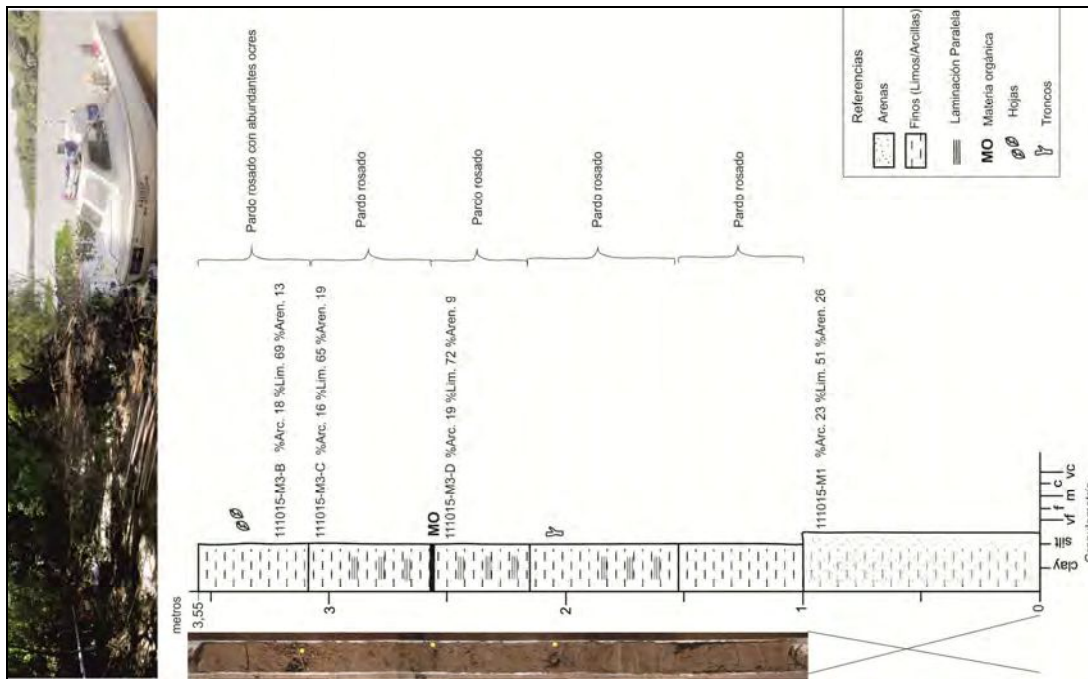 metros
3,55
3
2
1
0
clay
silt
vf
f
m
c
vc
Pardo rosado con abundantes ocres
Pardo rosado
Pardo rosado
Pardo rosado
Pardo rosado
111015-M3-B %Arc. 18 %Lim. 69 %Aren. 13
111015-M3-C %Arc. 16 %Lim. 65 %Aren. 19
MO
111015-M3-D %Arc. 19 %Lim. 72 %Aren. 9
111015-M1 %Arc. 23 %Lim. 51 %Aren. 26
Referencias
Arenas
Finos (Limos/Arcillas)
Laminación Paralela
MO Materia orgánica
Hojas
Troncos